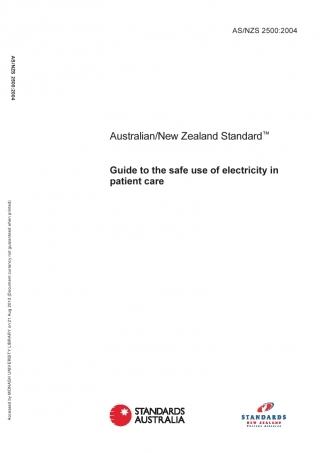 AS/NZS 2500:2004
AS/NZS 2500:2004
Australian/New Zealand Standard™
Guide to the safe use of electricity in
patient care
Accessed by MONASH UNIVERSITY LIBRARY on 21 Aug 2013 (Document currency not guaranteed when printed)
STANDARDS
AUSTRALIA
STANDARDS
NEW ZEALAND